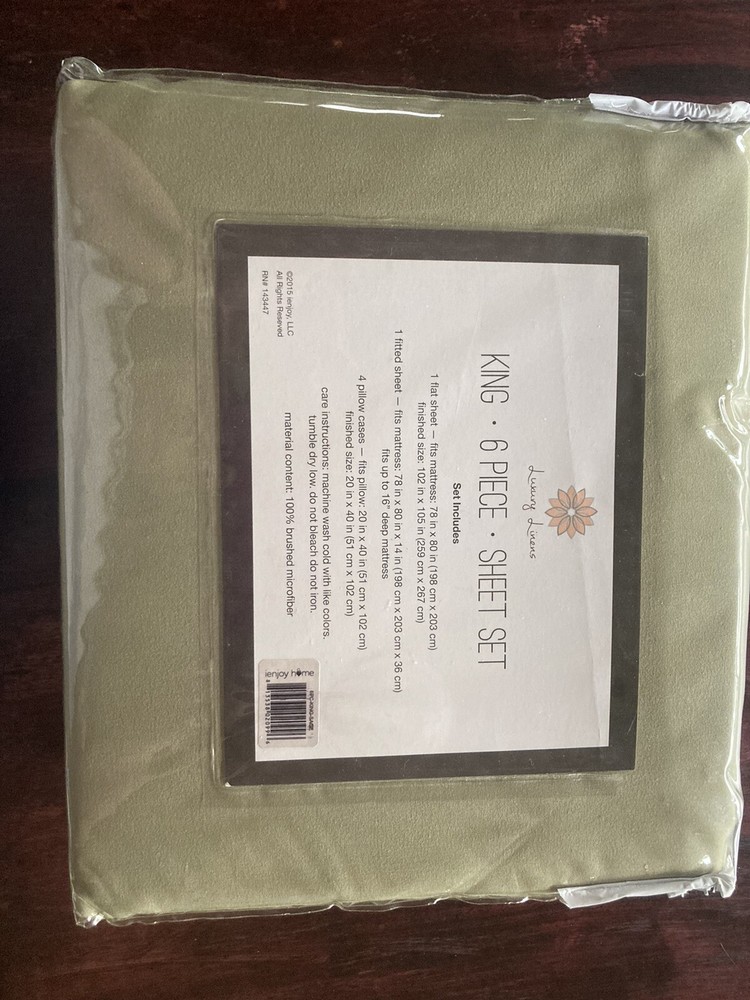 Luxury Linens
KING • 6 PIECE • SHEET SET
Set Includes
1 flat sheet — fits mattress: 78 in x 80 in (198 cm x 203 cm)
finished size: 102 in x 105 in (259 cm x 267 cm)
1 fitted sheet — fits mattress: 78 in x 80 in x 14 in (198 cm x 203 cm x 36 cm)
fits up to 16" deep mattress
4 pillow cases — fits pillow: 20 in x 40 in (51 cm x 102 cm)
finished size: 20 in x 40 in (51 cm x 102 cm)
care instructions: machine wash cold with like colors.
tumble dry low. do not bleach do not iron.
material content: 100% brushed microfiber
©2015 ienjoy, LLC
All Rights Reseved
RN# 143447
ienjoy home